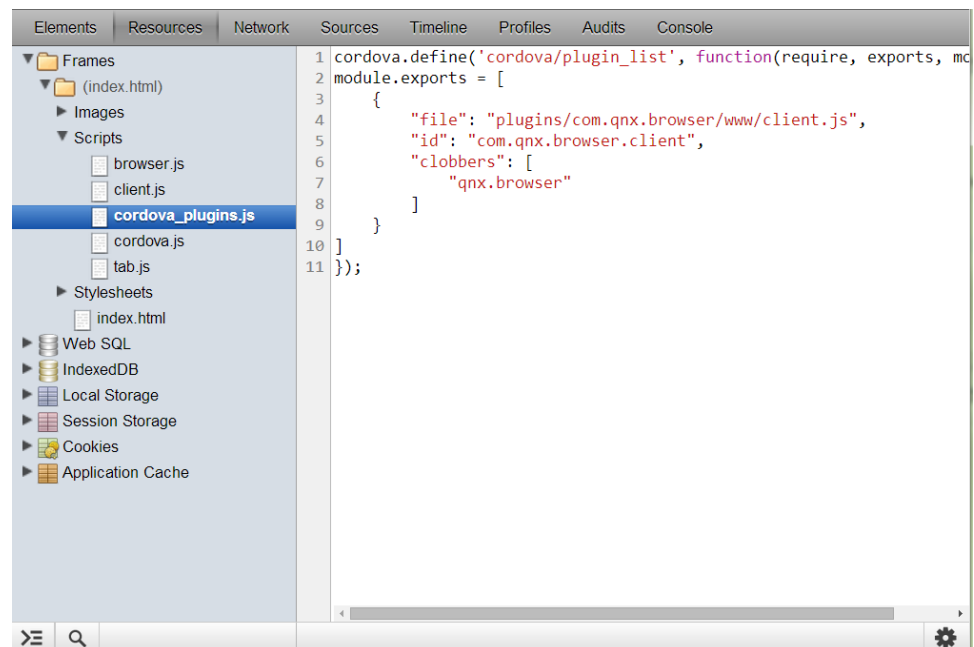 Elements Resources Network Sources Timeline Profiles Audits Console
Frames
(index.html)
Images
Scripts
browser.js
client.js
cordova_plugins.js
cordova.js
tab.js
Stylesheets
index.html
Web SQL
IndexedDB
Local Storage
Session Storage
Cookies
Application Cache
1 cordova.define('cordova/plugin_list', function(require, exports,
2 module.exports = [
3 {
4 "file": "plugins/com.qnx.browser/www/client.js",
5 "id": "com.qnx.browser.client",
6 "clobbers": [
7 "qnx.browser"
8 ]
9 }
10 ]
11 });